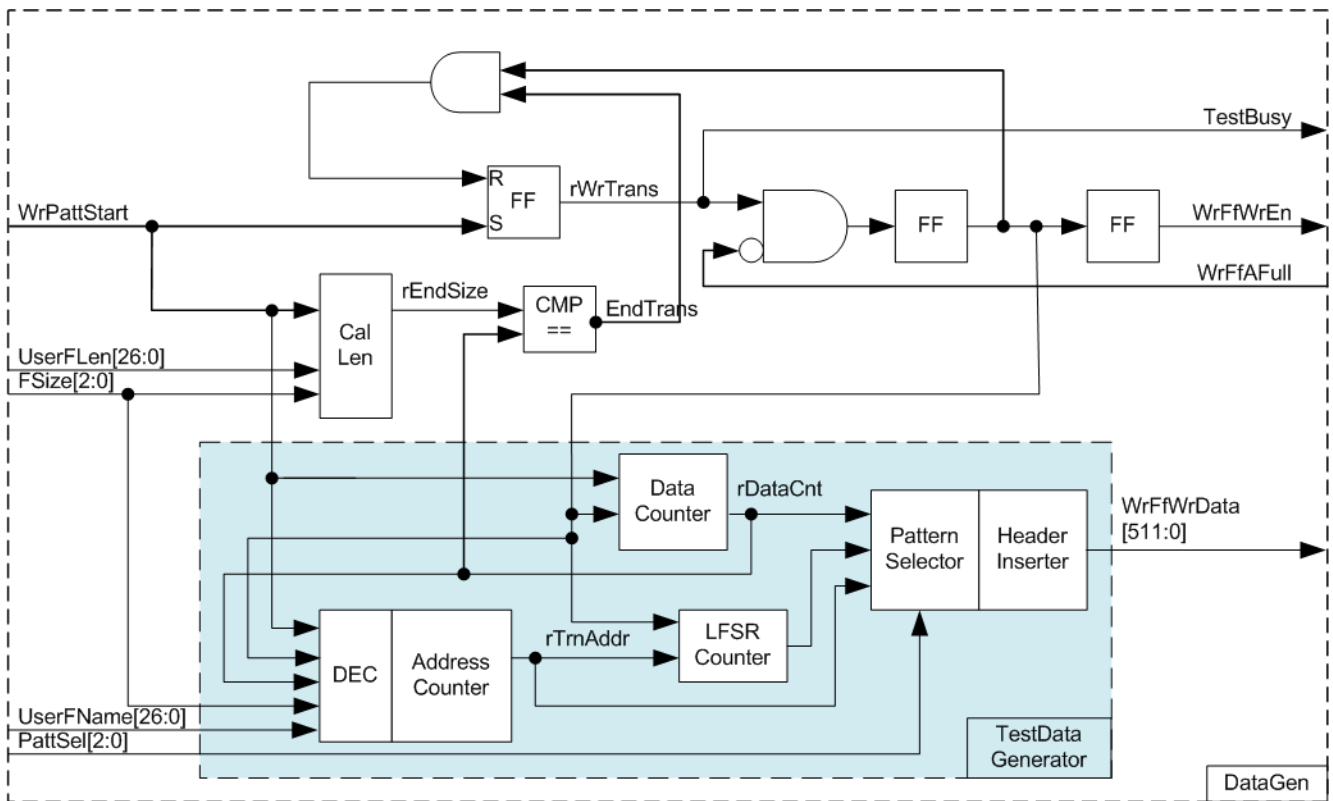 TestBusy
R
FF
S
rWrTrans
WrPattStart
FF
FF
WrFfWrEn
WrFfAFull
rEndSize
CMP
==
EndTrans
Cal
Len
UserFLen[26:0]
FSize[2:0]
Data
Counter
rDataCnt
Pattern
Selector
Header
Inserter
WrFfWrData
[511:0]
DEC
Address
Counter
rTrnAddr
LFSR
Counter
UserFName[26:0]
PattSel[2:0]
TestData
Generator
DataGen